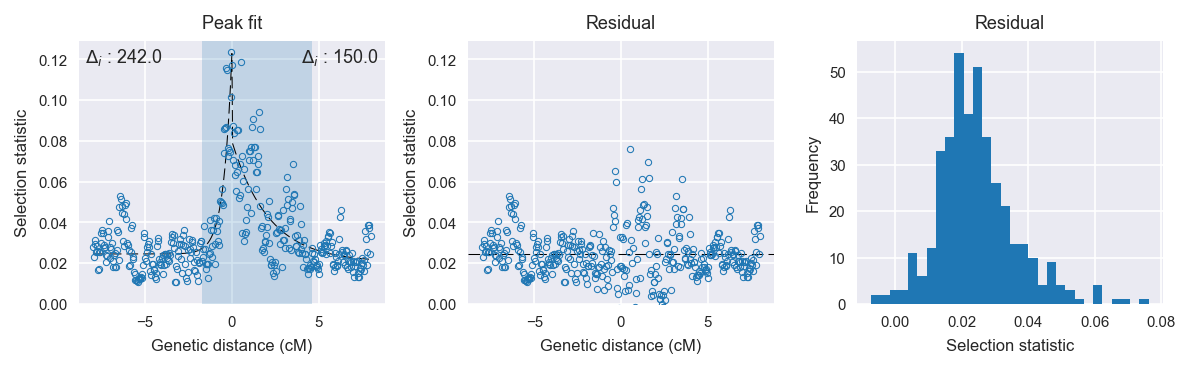 Peak fit
Δi : 242.0
Δi : 150.0
Selection statistic
0.12
0.10
0.08
0.06
0.04
0.02
0.00
−5
0
5
Genetic distance (cM)
Residual
Selection statistic
0.12
0.10
0.08
0.06
0.04
0.02
0.00
−5
0
5
Genetic distance (cM)
Residual
Frequency
50
40
30
20
10
0
0.00
0.02
0.04
0.06
0.08
Selection statistic